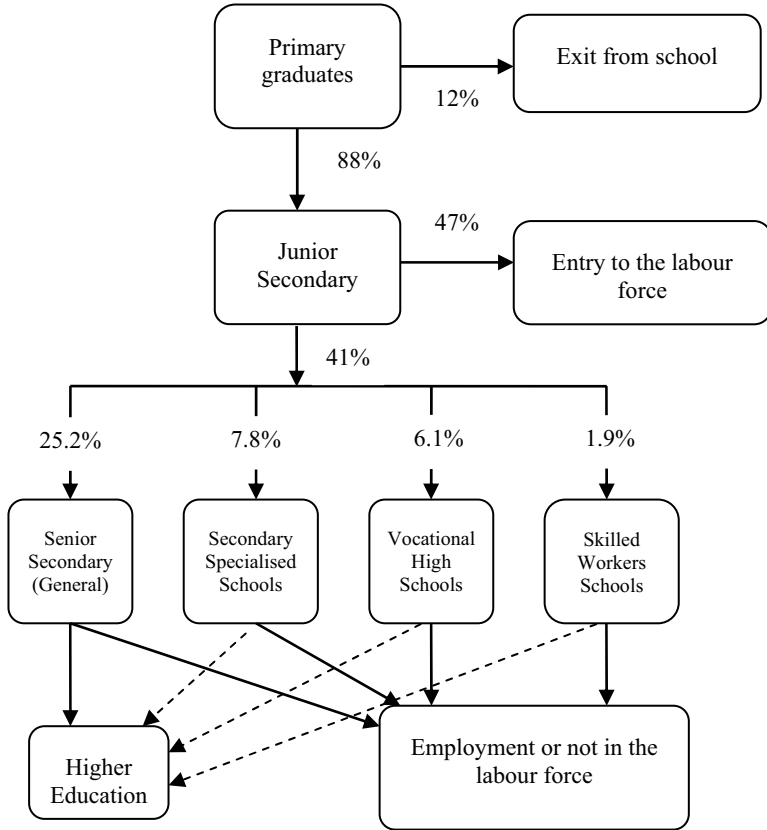 Primary
graduates
Exit from school
12%
88%
Junior
Secondary
47%
Entry to the labour
force
41%
25.2%
7.8%
6.1%
1.9%
Senior
Secondary
(General)
Secondary
Specialised
Schools
Vocational
High
Schools
Skilled
Workers
Schools
Higher
Education
Employment or not in the
labour force